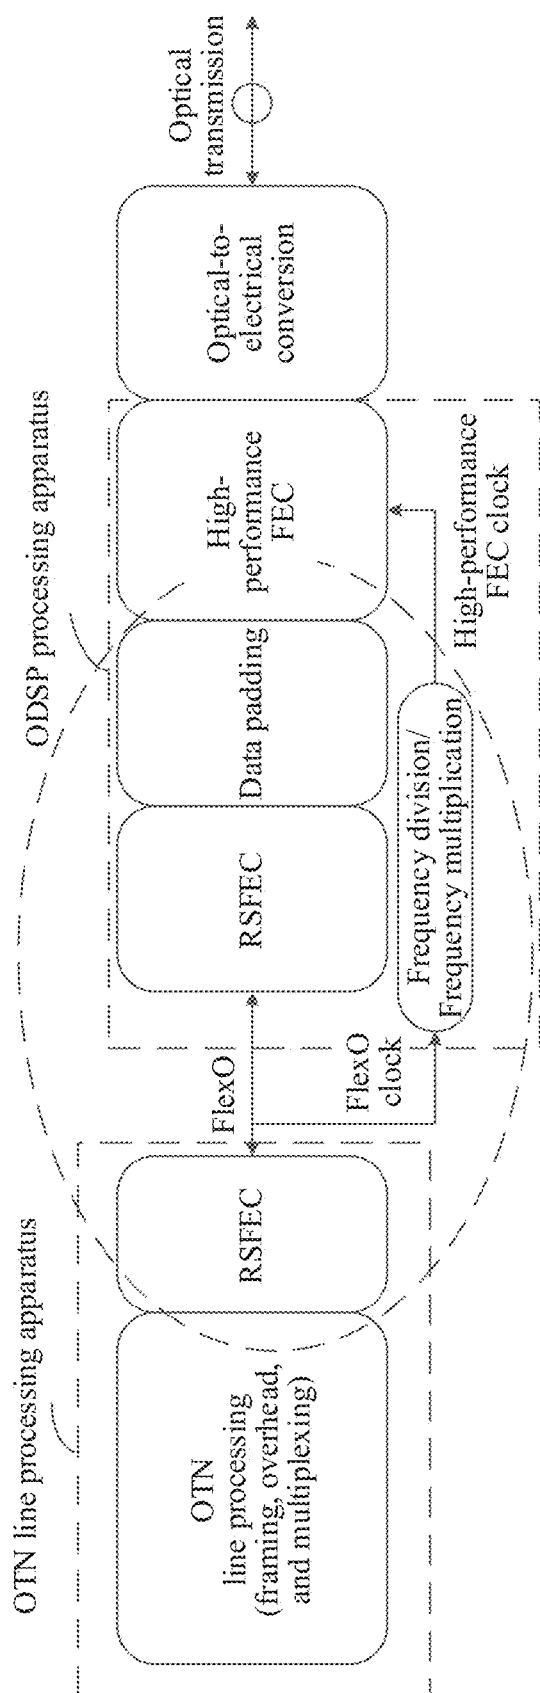 OTN line processing apparatus
OTN
line processing
(framing, overhead,
and multiplexing)
RSFEC
FlexO
FlexO
clock
ODSP processing apparatus
RSFEC
Data padding
High-
performance
FEC
Frequency division/
Frequency multiplication
High-performance
FEC clock
Optical-to-
electrical
conversion
Optical
transmission